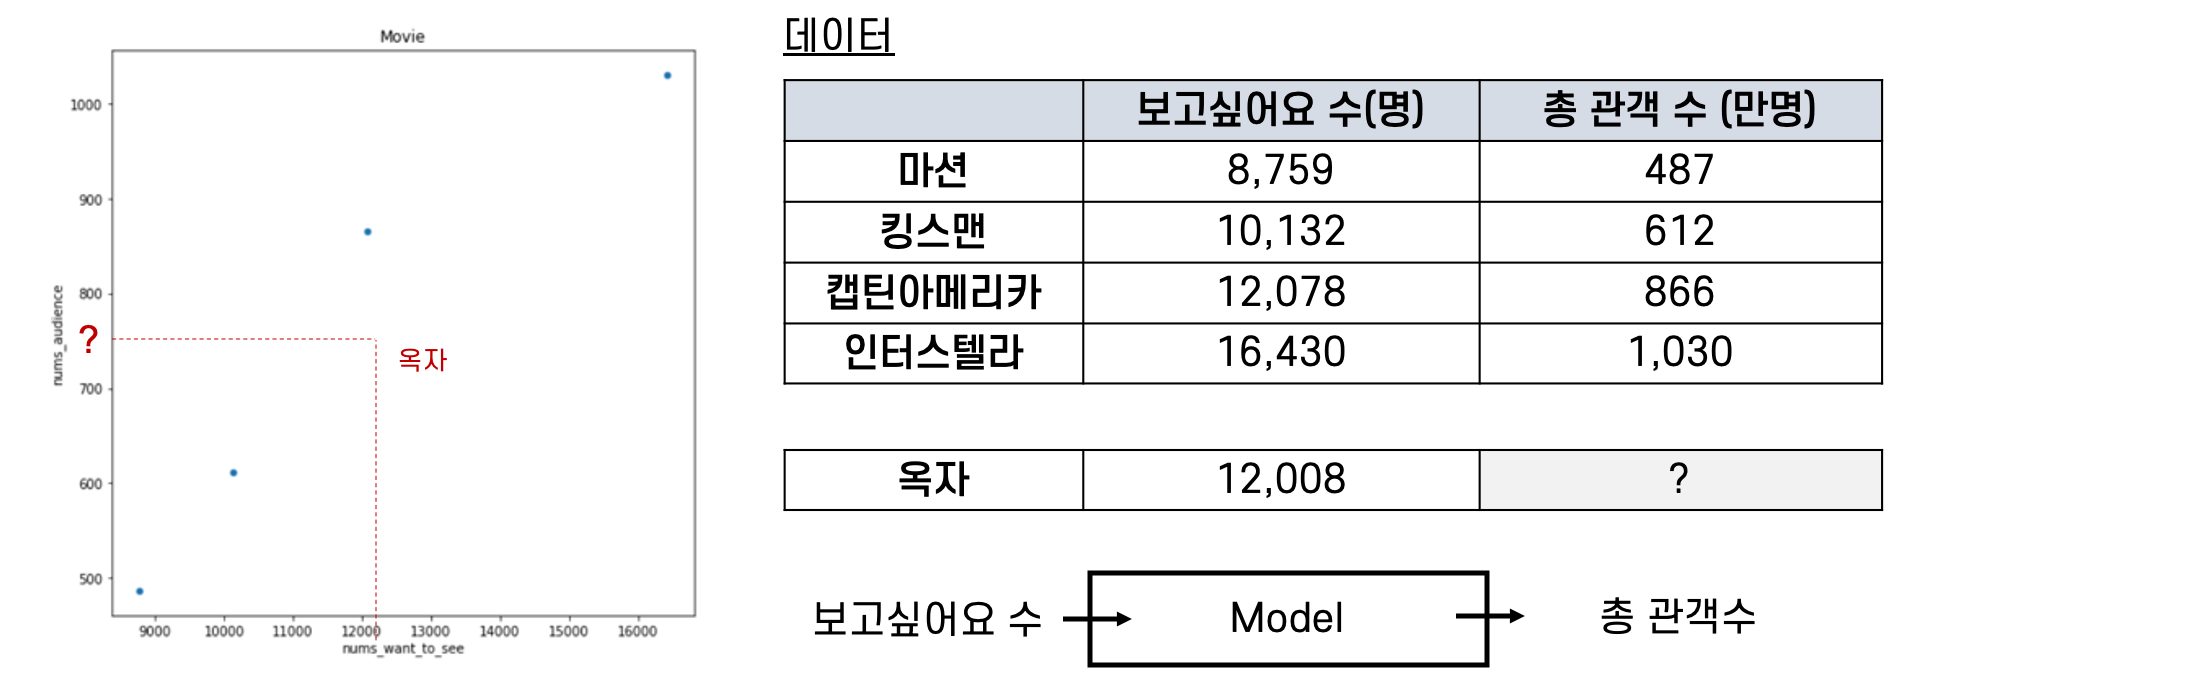 Movie
1000
900
800
?
700
600
500
nums_audience
옥자
9000 10000 11000 12000 13000 14000 15000 16000
nums_want_to_see
데이터
보고싶어요 수(명) 총 관객 수 (만명)
마션 8,759 487
킹스맨 10,132 612
캡틴아메리카 12,078 866
인터스텔라 16,430 1,030
옥자 12,008 ?
보고싶어요 수 Model 총 관객수